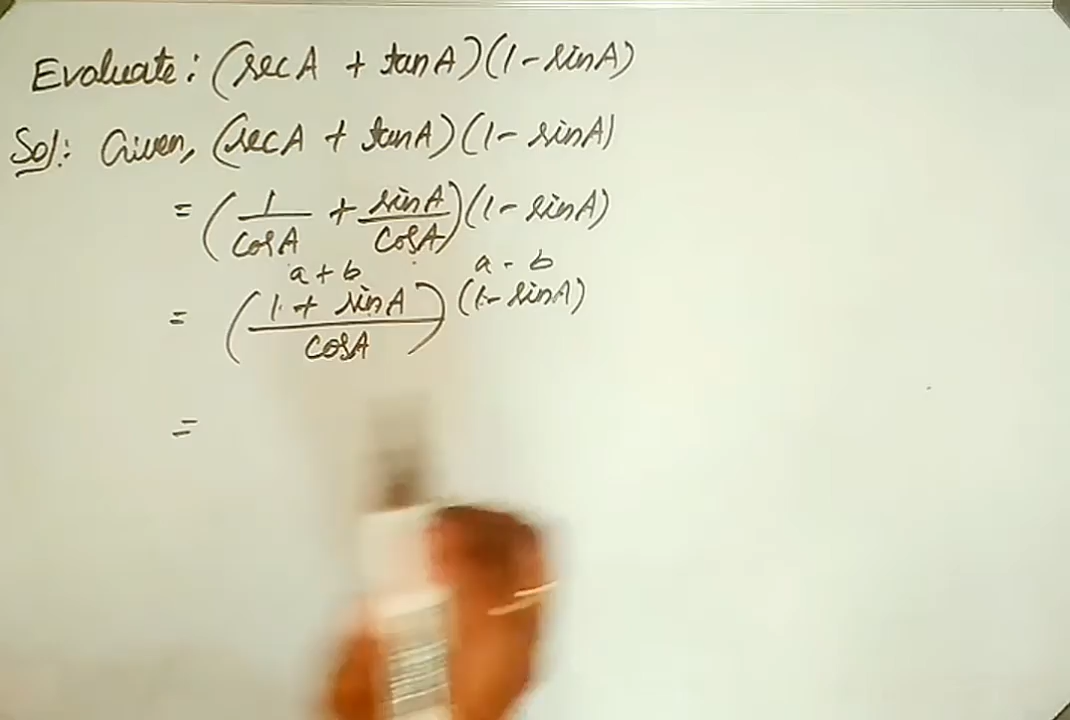 Evaluate: (secA + tanA)(1 - sinA)
Sol: Given, (secA + tanA)(1 - sinA)
= (1/cosA + sinA/cosA)(1 - sinA)
a + b a - b
= (1 + sinA/cosA)(1 - sinA)
=